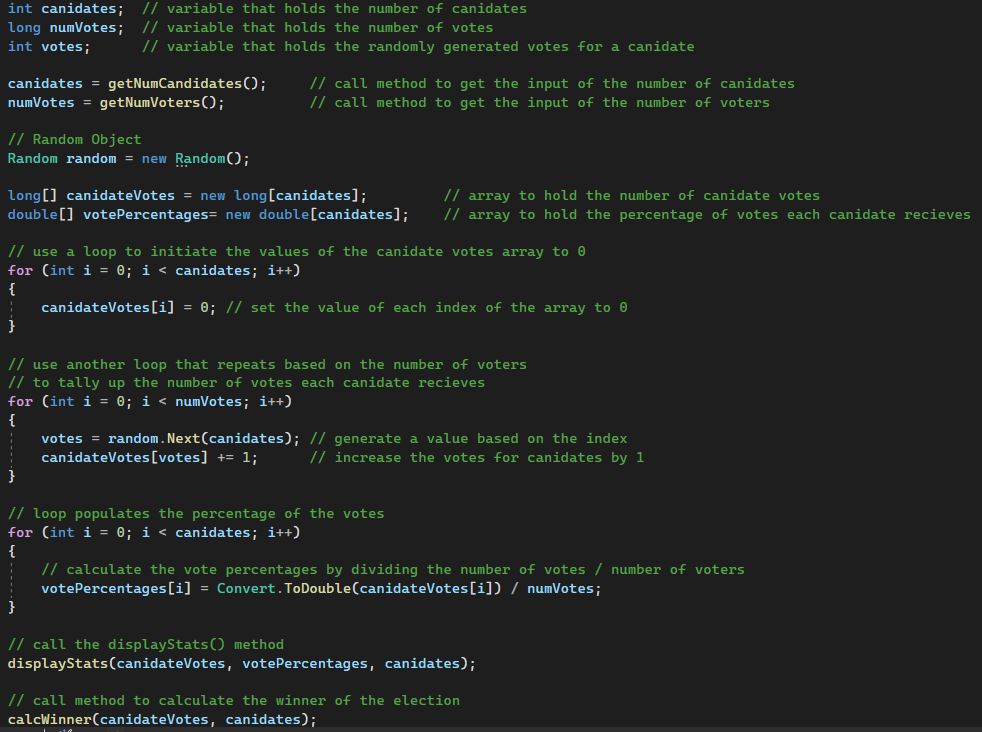 int canidates;  // variable that holds the number of canidates
long numVotes;  // variable that holds the number of votes
int votes;      // variable that holds the randomly generated votes for a canidate
canidates = getNumCandidates();     // call method to get the input of the number of canidates
numVotes = getNumVoters();          // call method to get the input of the number of voters
// Random Object
Random random = new Random();
long[] canidateVotes = new long[canidates];         // array to hold the number of canidate votes
double[] votePercentages= new double[canidates];    // array to hold the percentage of votes each canidate recieves
// use a loop to initiate the values of the canidate votes array to 0
for (int i = 0; i < canidates; i++)
{
    canidateVotes[i] = 0; // set the value of each index of the array to 0
}
// use another loop that repeats based on the number of voters
// to tally up the number of votes each canidate recieves
for (int i = 0; i < numVotes; i++)
{
    votes = random.Next(canidates); // generate a value based on the index
    canidateVotes[votes] += 1;      // increase the votes for canidates by 1
}
// loop populates the percentage of the votes
for (int i = 0; i < canidates; i++)
{
    // calculate the vote percentages by dividing the number of votes / number of voters
    votePercentages[i] = Convert.ToDouble(canidateVotes[i]) / numVotes;
}
// call the displayStats() method
displayStats(canidateVotes, votePercentages, canidates);
// call method to calculate the winner of the election
calcWinner(canidateVotes, canidates);